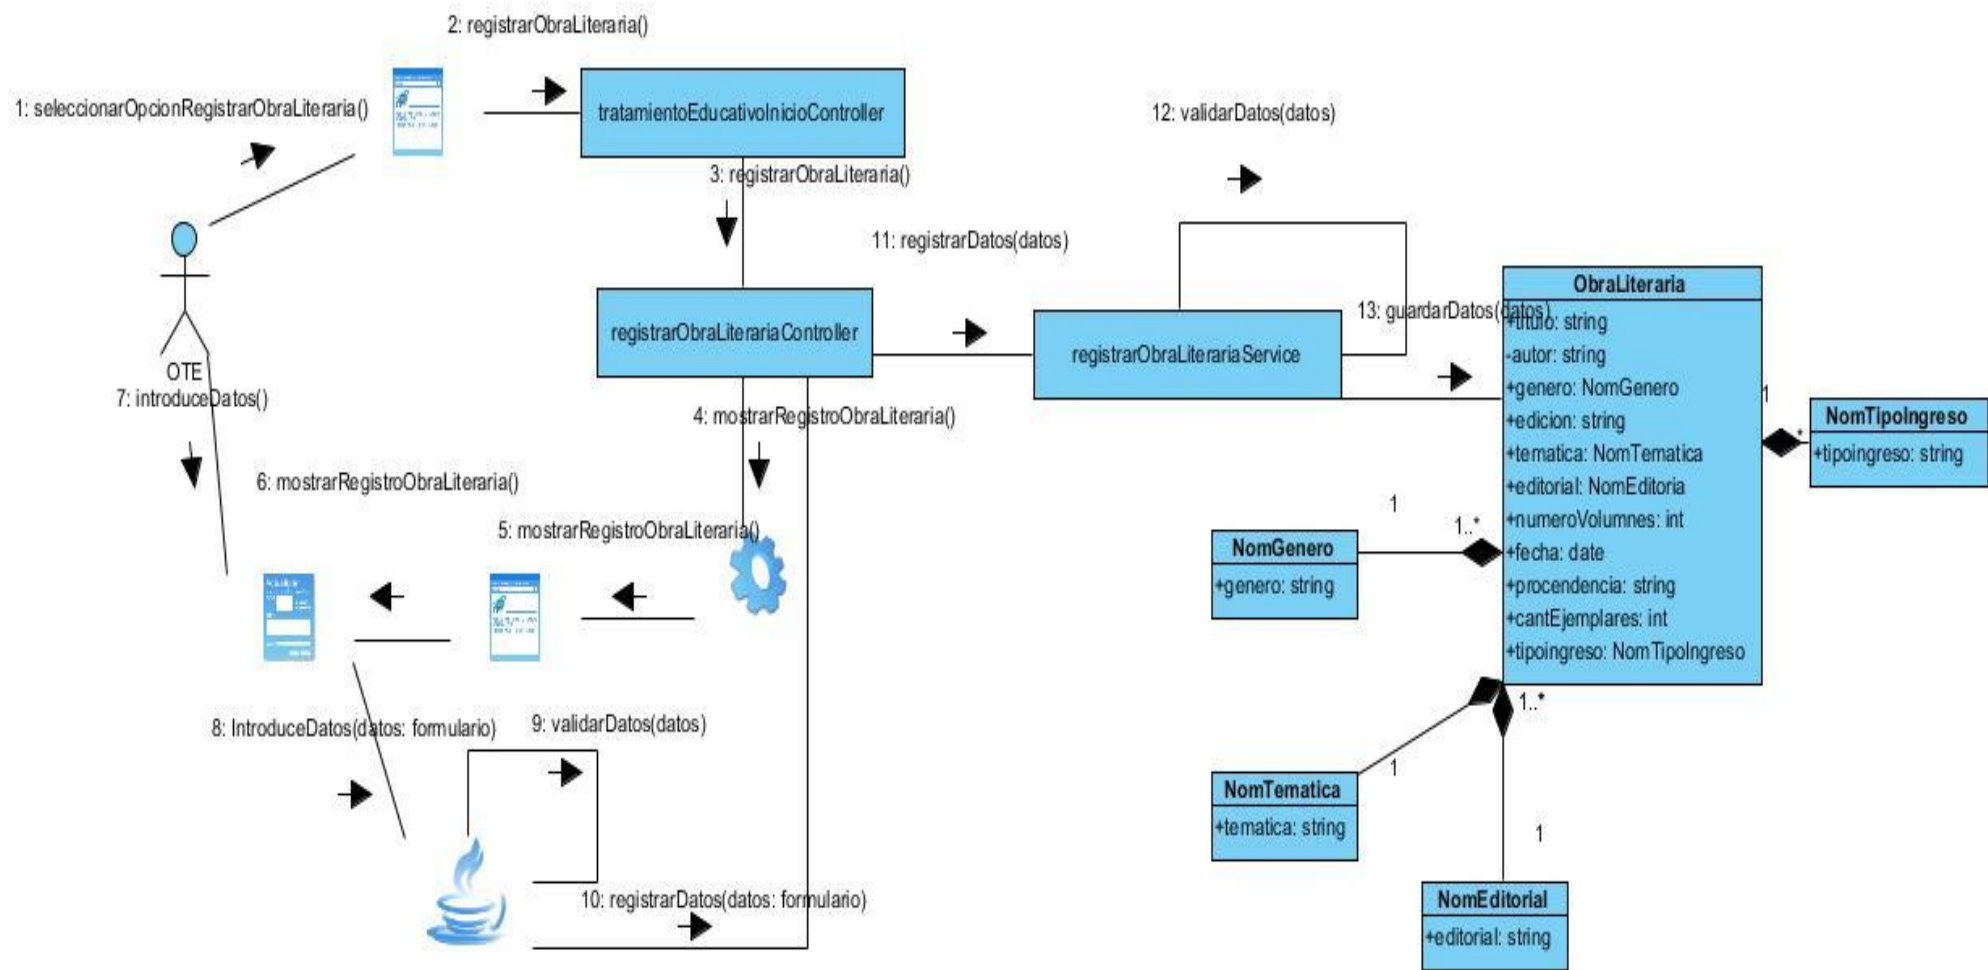 2: registrarObraLiteraria()
1: seleccionarOpcionRegistrarObraLiteraria()
tratamientoEducativoInicioController
12: validarDatos(datos)
3: registrarObraLiteraria()
11: registrarDatos(datos)
registrarObraLiterariaController
registrarObraLiterariaService
13: guardarDatos(datos)
OTE
7: introduceDatos()
4: mostrarRegistroObraLiteraria()
6: mostrarRegistroObraLiteraria()
5: mostrarRegistroObraLiteraria()
8: IntroduceDatos(datos: formulario)
9: validarDatos(datos)
10: registrarDatos(datos: formulario)
ObraLiteraria
+titulo: string
-autor: string
+genero: NomGenero
+edicion: string
+tematica: NomTematica
+editorial: NomEditoria
+numeroVolumnes: int
+fecha: date
+procendencia: string
+cantEjemplares: int
+tipoingreso: NomTipoIngreso
1
*
NomTipoIngreso
+tipoingreso: string
1
1..*
NomGenero
+genero: string
1..*
1
NomTematica
+tematica: string
1
NomEditorial
+editorial: string